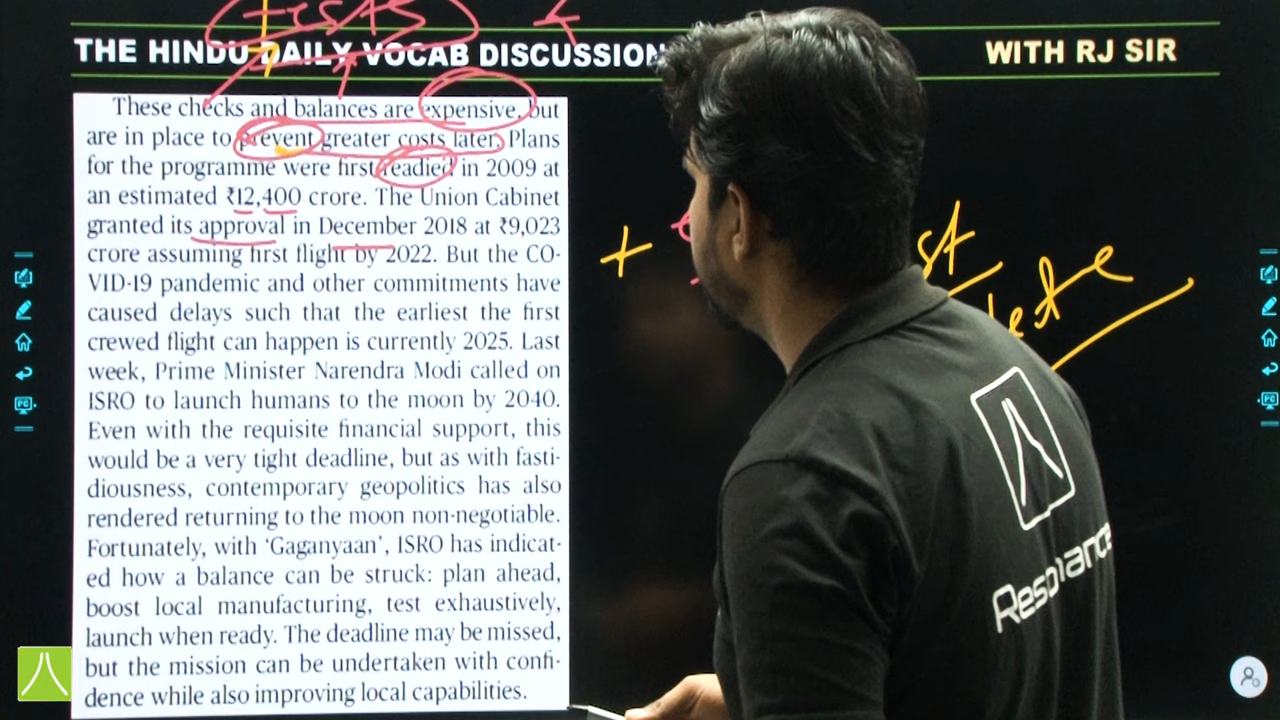 tests
THE HINDU DAILY VOCAB DISCUSSION
WITH RJ SIR
These checks and balances are expensive, but
are in place to prevent greater costs later. Plans
for the programme were first readied in 2009 at
an estimated ₹12,400 crore. The Union Cabinet
granted its approval in December 2018 at ₹9,023
crore assuming first flight by 2022. But the CO-
VID-19 pandemic and other commitments have
caused delays such that the earliest the first
crewed flight can happen is currently 2025. Last
week, Prime Minister Narendra Modi called on
ISRO to launch humans to the moon by 2040.
Even with the requisite financial support, this
would be a very tight deadline, but as with fasti-
diousness, contemporary geopolitics has also
rendered returning to the moon non-negotiable.
Fortunately, with ‘Gaganyaan’, ISRO has indicat-
ed how a balance can be struck: plan ahead,
boost local manufacturing, test exhaustively,
launch when ready. The deadline may be missed,
but the mission can be undertaken with confi-
dence while also improving local capabilities.
+
st
PC
PC
Resonance